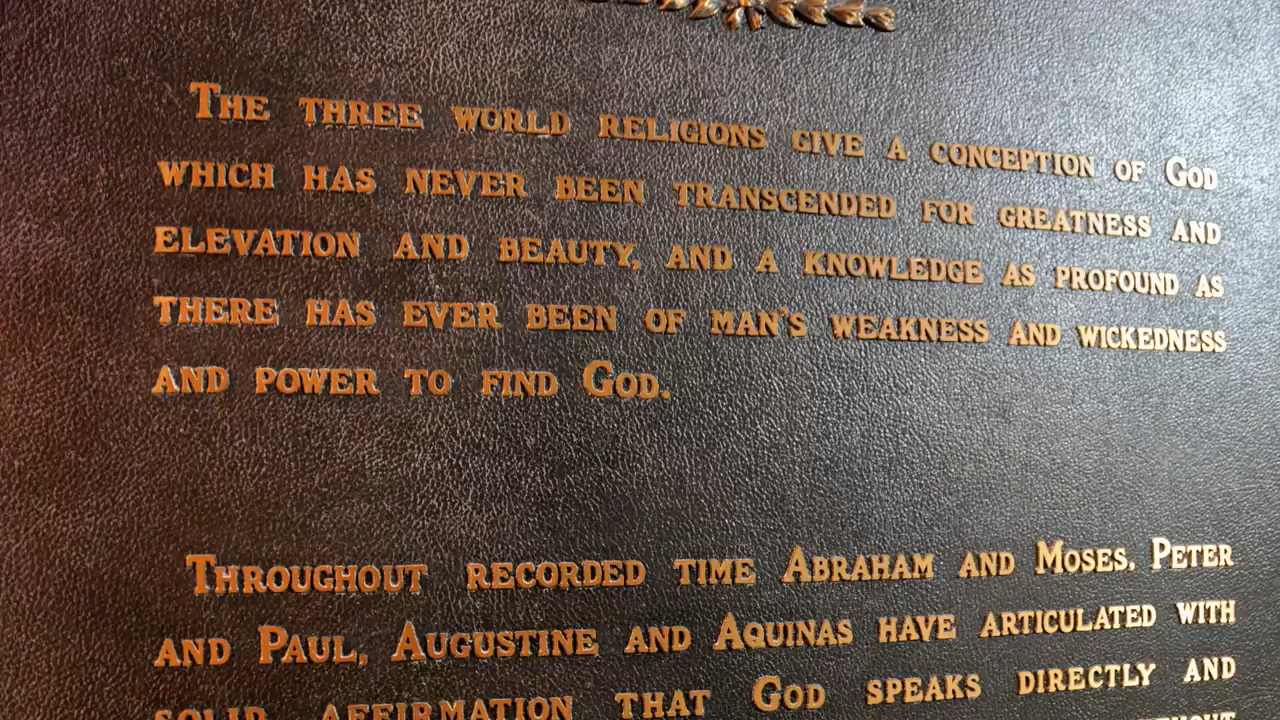 The three world religions give a conception of God
which has never been transcended for greatness and
elevation and beauty, and a knowledge as profound as
there has ever been of man's weakness and wickedness
and power to find God.
Throughout recorded time Abraham and Moses, Peter
and Paul, Augustine and Aquinas have articulated with
solid affirmation that God speaks directly and